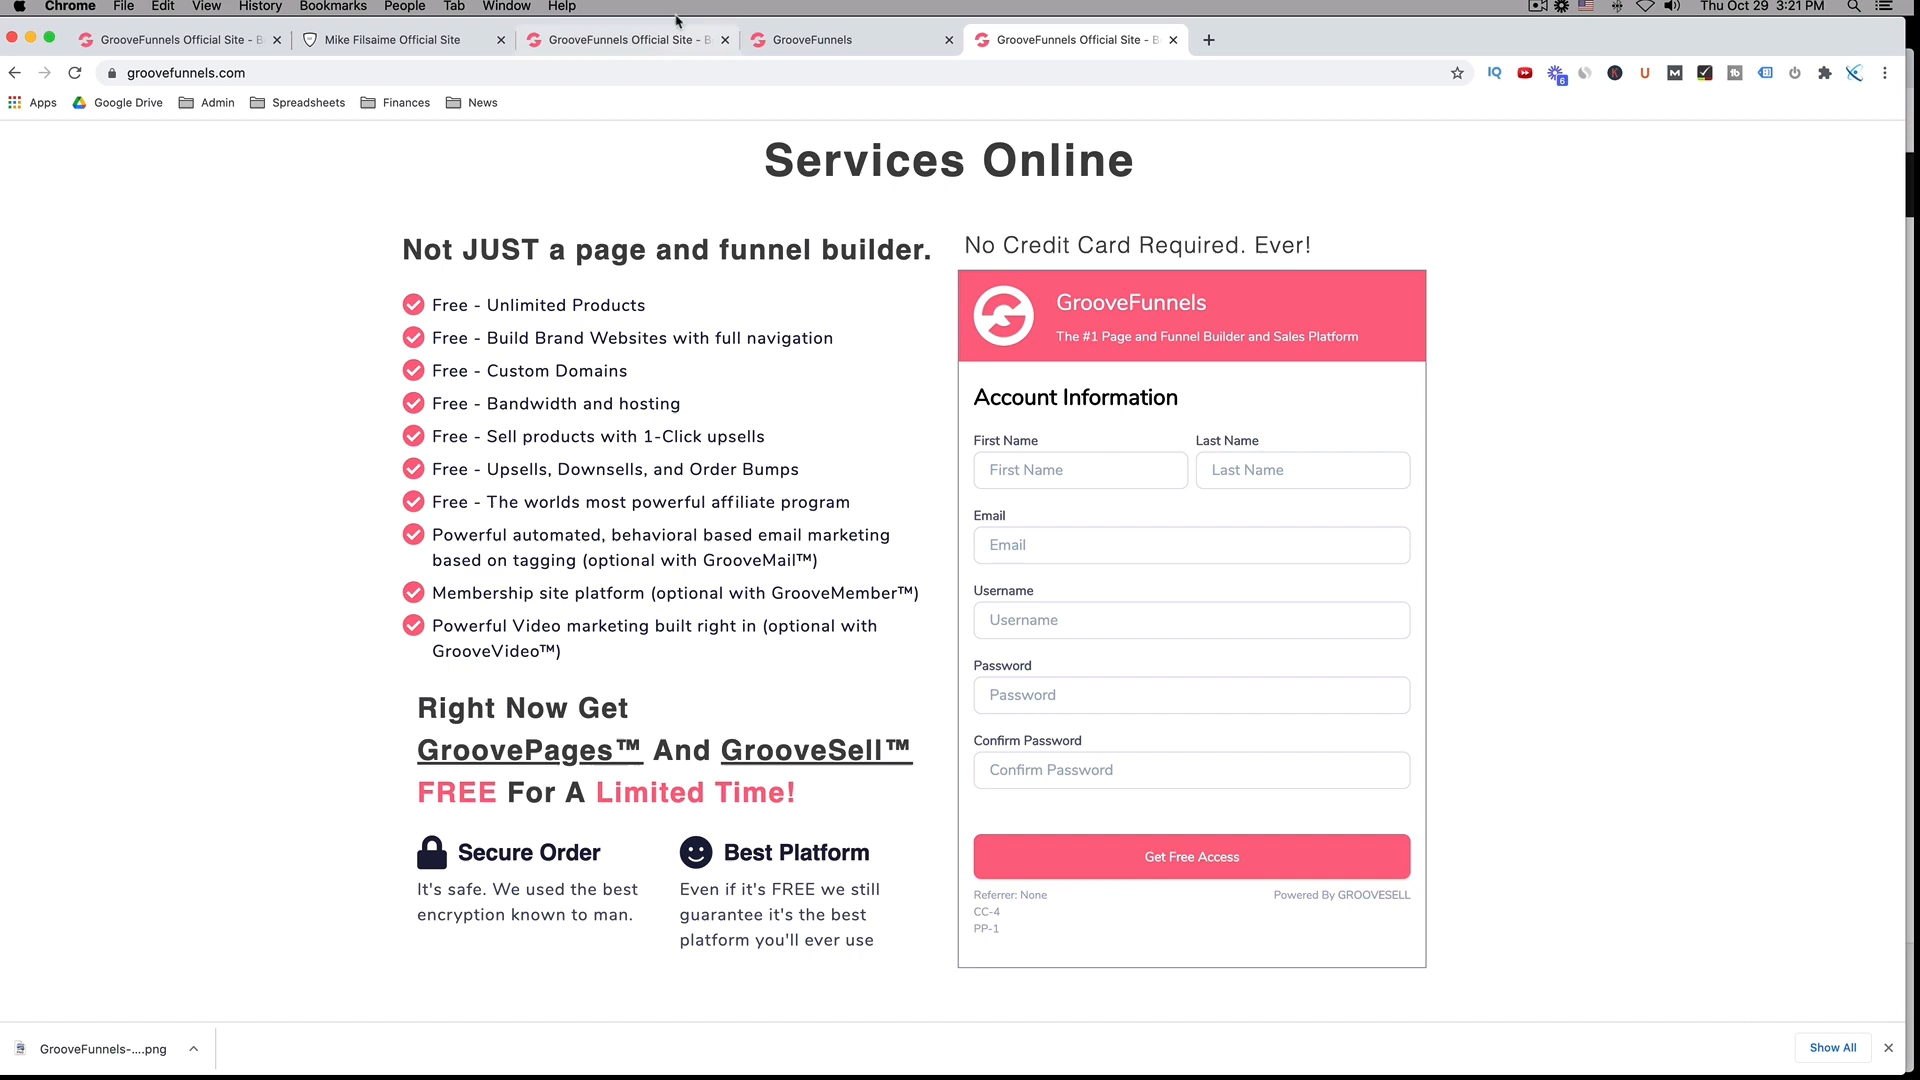 Chrome File Edit View History Bookmarks People Tab Window Help Thu Oct 29 3:21 PM
GrooveFunnels Official Site - B Mike Filsaime Official Site GrooveFunnels Official Site - B GrooveFunnels GrooveFunnels Official Site - B
groovefunnels.com
Apps Google Drive Admin Spreadsheets Finances News
Services Online
Not JUST a page and funnel builder.
Free - Unlimited Products
Free - Build Brand Websites with full navigation
Free - Custom Domains
Free - Bandwidth and hosting
Free - Sell products with 1-Click upsells
Free - Upsells, Downsells, and Order Bumps
Free - The worlds most powerful affiliate program
Powerful automated, behavioral based email marketing
based on tagging (optional with GrooveMail™)
Membership site platform (optional with GrooveMember™)
Powerful Video marketing built right in (optional with
GrooveVideo™)
Right Now Get
GroovePages™ And GrooveSell™
FREE For A Limited Time!
Secure Order
It's safe. We used the best
encryption known to man.
Best Platform
Even if it's FREE we still
guarantee it's the best
platform you'll ever use
No Credit Card Required. Ever!
GrooveFunnels
The #1 Page and Funnel Builder and Sales Platform
Account Information
First Name Last Name
First Name Last Name
Email
Email
Username
Username
Password
Password
Confirm Password
Confirm Password
Get Free Access
Referrer: None Powered By GROOVESELL
CC-4
PP-1
GrooveFunnels-....png Show All